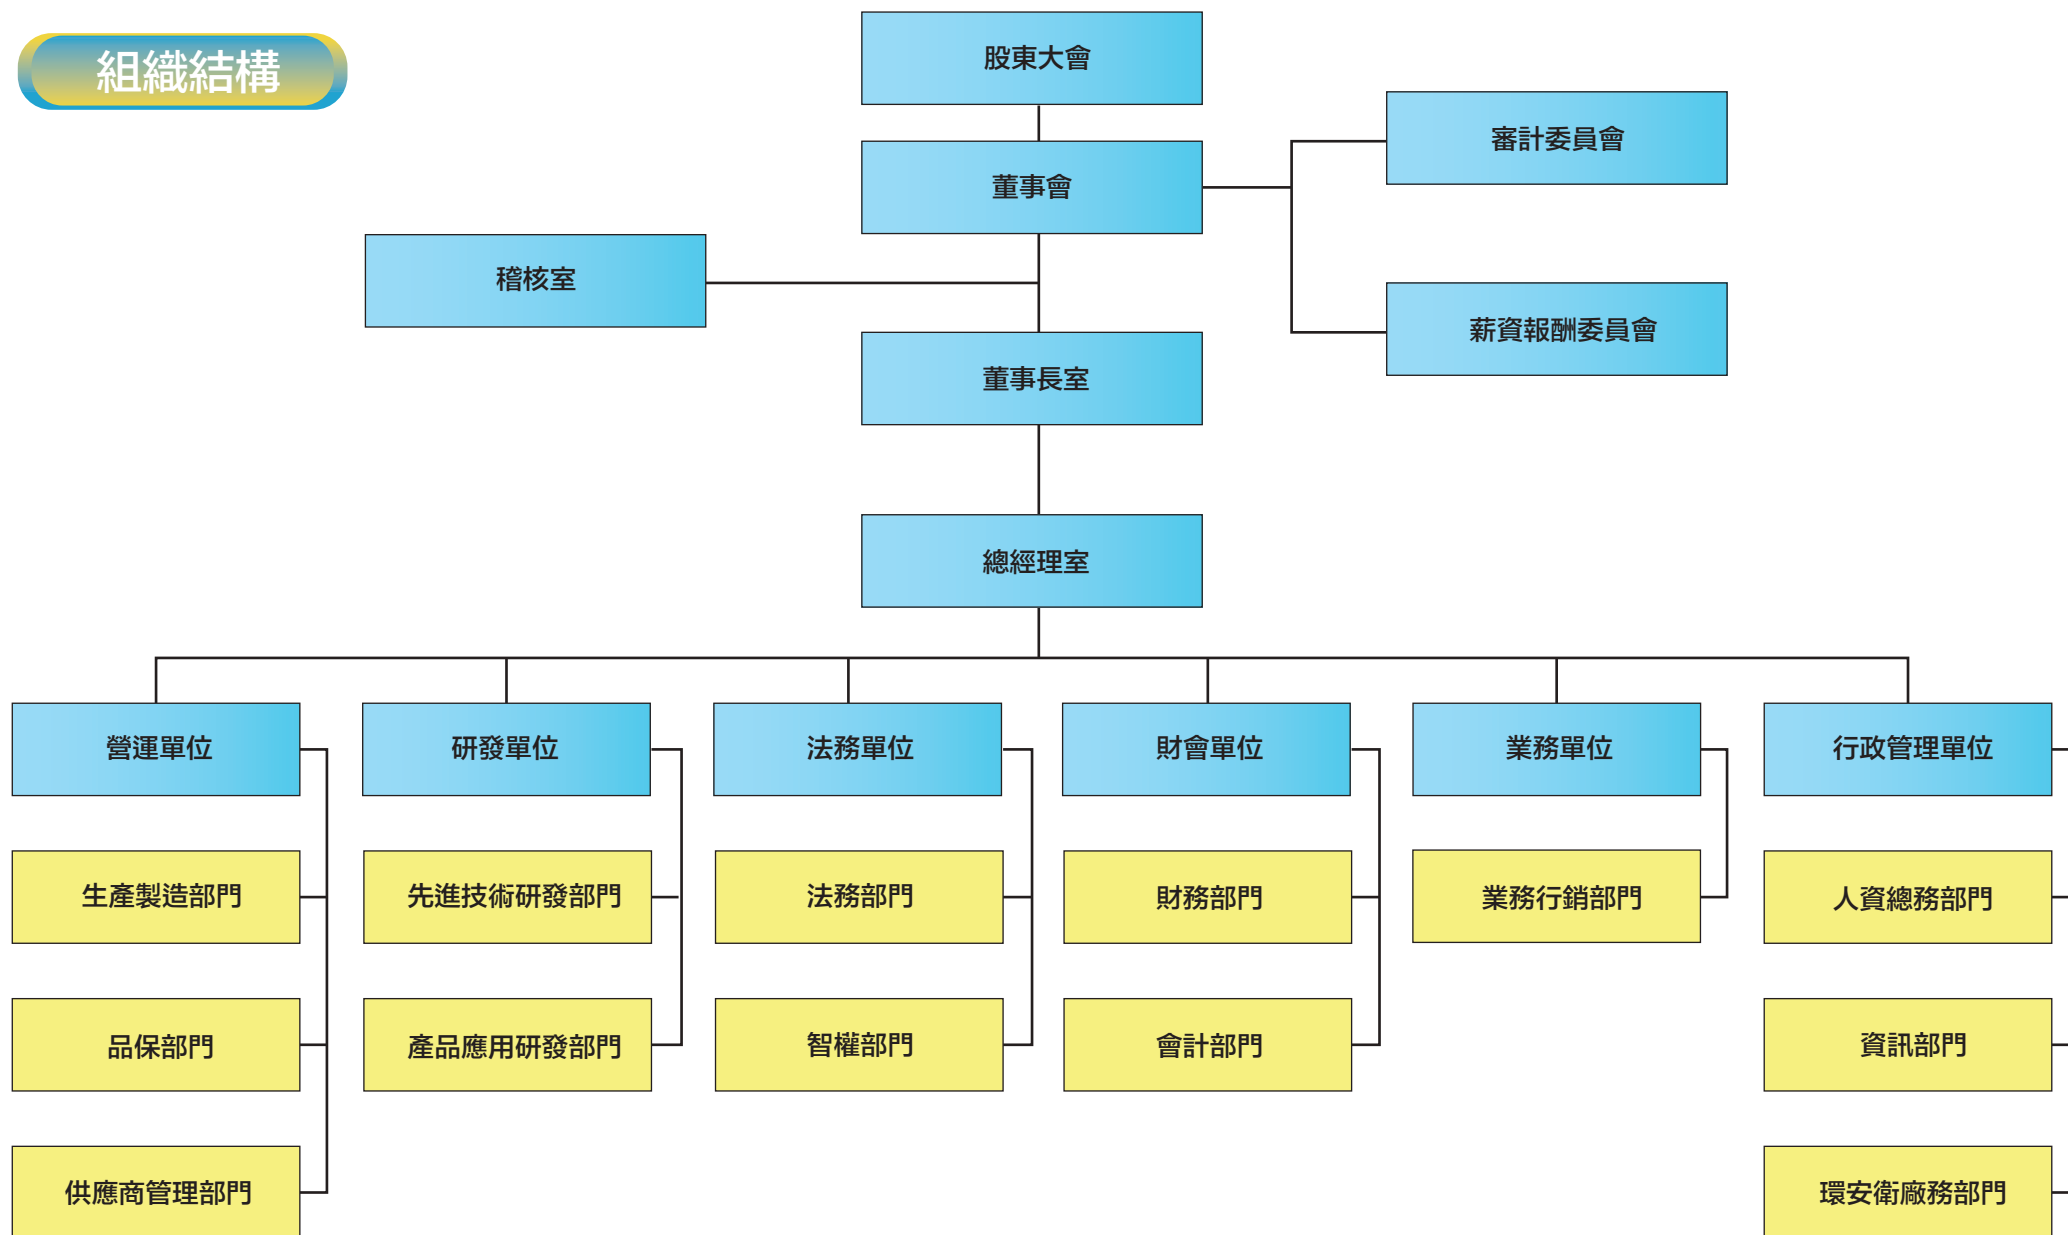 組織結構
股東大會
審計委員會
董事會
稽核室
薪資報酬委員會
董事長室
總經理室
營運單位
研發單位
法務單位
財會單位
業務單位
行政管理單位
生產製造部門
先進技術研發部門
法務部門
財務部門
業務行銷部門
人資總務部門
品保部門
產品應用研發部門
智權部門
會計部門
資訊部門
供應商管理部門
環安衛廠務部門